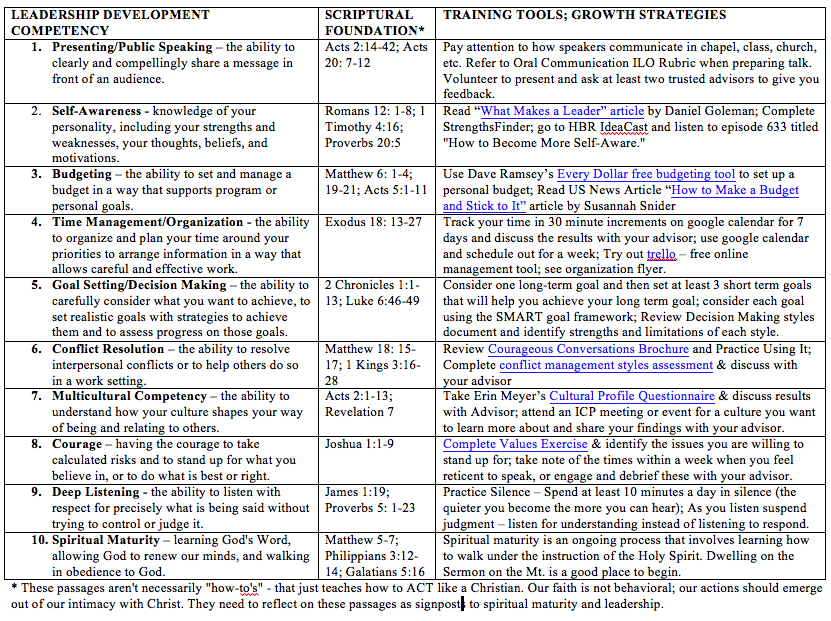 LEADERSHIP DEVELOPMENT COMPETENCY
SCRIPTURAL FOUNDATION*
TRAINING TOOLS; GROWTH STRATEGIES
1. Presenting/Public Speaking – the ability to
clearly and compellingly share a message in
front of an audience.
Acts 2:14-42; Acts
20: 7-12
Pay attention to how speakers communicate in chapel, class, church,
etc. Refer to Oral Communication ILO Rubric when preparing talk.
Volunteer to present and ask at least two trusted advisors to give you
feedback.
2. Self-Awareness - knowledge of your
personality, including your strengths and
weaknesses, your thoughts, beliefs, and
motivations.
Romans 12: 1-8; 1
Timothy 4:16;
Proverbs 20:5
Read “What Makes a Leader” article by Daniel Goleman; Complete
StrengthsFinder; go to HBR IdeaCast and listen to episode 633 titled
"How to Become More Self-Aware."
3. Budgeting – the ability to set and manage a
budget in a way that supports program or
personal goals.
Matthew 6: 1-4;
19-21; Acts 5:1-11
Use Dave Ramsey’s Every Dollar free budgeting tool to set up a
personal budget; Read US News Article “How to Make a Budget
and Stick to It” article by Susannah Snider
4. Time Management/Organization - the ability
to organize and plan your time around your
priorities to arrange information in a way that
allows careful and effective work.
Exodus 18: 13-27
Track your time in 30 minute increments on google calendar for 7
days and discuss the results with your advisor; use google calendar
and schedule out for a week; Try out trello – free online
management tool; see organization flyer.
5. Goal Setting/Decision Making – the ability to
carefully consider what you want to achieve, to
set realistic goals with strategies to achieve
them and to assess progress on those goals.
2 Chronicles 1:1-
13; Luke 6:46-49
Consider one long-term goal and then set at least 3 short term goals
that will help you achieve your long term goal; consider each goal
using the SMART goal framework; Review Decision Making styles
document and identify strengths and limitations of each style.
6. Conflict Resolution – the ability to resolve
interpersonal conflicts or to help others do so
in a work setting.
Matthew 18: 15-
17; 1 Kings 3:16-
28
Review Courageous Conversations Brochure and Practice Using It;
Complete conflict management styles assessment & discuss with
your advisor
7. Multicultural Competency – the ability to
understand how your culture shapes your way
of being and relating to others.
Acts 2:1-13;
Revelation 7
Take Erin Meyer’s Cultural Profile Questionnaire & discuss results
with Advisor; attend an ICP meeting or event for a culture you want
to learn more about and share your findings with your advisor.
8. Courage – having the courage to take
calculated risks and to stand up for what you
believe in, or to do what is best or right.
Joshua 1:1-9
Complete Values Exercise & identify the issues you are willing to
stand up for; take note of the times within a week when you feel
reticent to speak, or engage and debrief these with your advisor.
9. Deep Listening - the ability to listen with
respect for precisely what is being said without
trying to control or judge it.
James 1:19;
Proverbs 5: 1-23
Practice Silence – Spend at least 10 minutes a day in silence (the
quieter you become the more you can hear); As you listen suspend
judgment – listen for understanding instead of listening to respond.
10. Spiritual Maturity – learning God's Word,
allowing God to renew our minds, and walking
in obedience to God.
Matthew 5-7;
Philippians 3:12-
14; Galatians 5:16
Spiritual maturity is an ongoing process that involves learning how
to walk under the instruction of the Holy Spirit. Dwelling on the
Sermon on the Mt. is a good place to begin.
* These passages aren't necessarily "how-to's" - that just teaches how to ACT like a Christian. Our faith is not behavioral; our actions should emerge
out of our intimacy with Christ. They need to reflect on these passages as signposts to spiritual maturity and leadership.